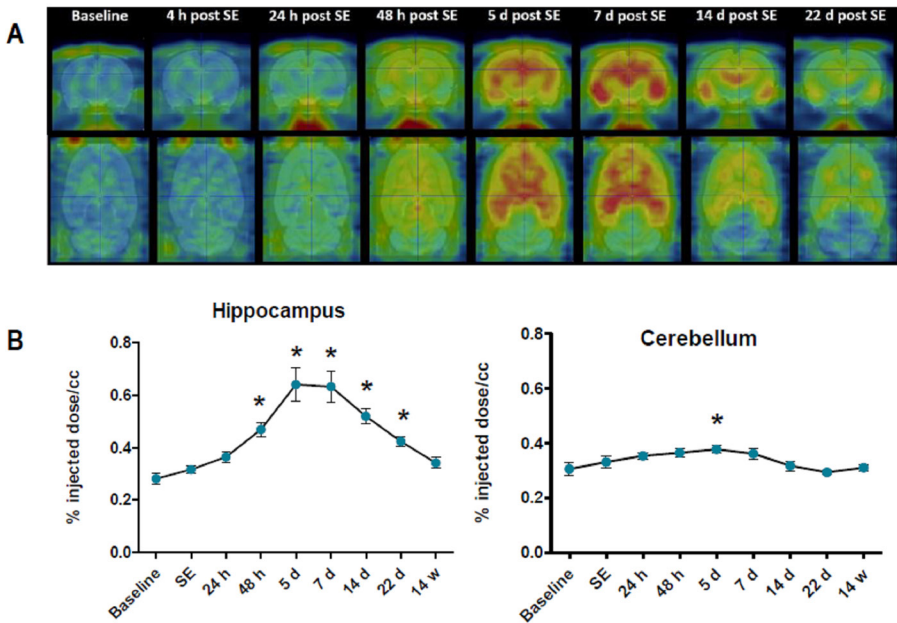 A
Baseline 4 h post SE 24 h post SE 48 h post SE 5 d post SE 7 d post SE 14 d post SE 22 d post SE
B
Hippocampus
% injected dose/cc
0.8
0.6
0.4
0.2
0.0
* * * * *
Baseline SE 24 h 48 h 5 d 7 d 14 d 22 d 14 w
Cerebellum
% injected dose/cc
0.8
0.6
0.4
0.2
0.0
*
Baseline SE 24 h 48 h 5 d 7 d 14 d 22 d 14 w